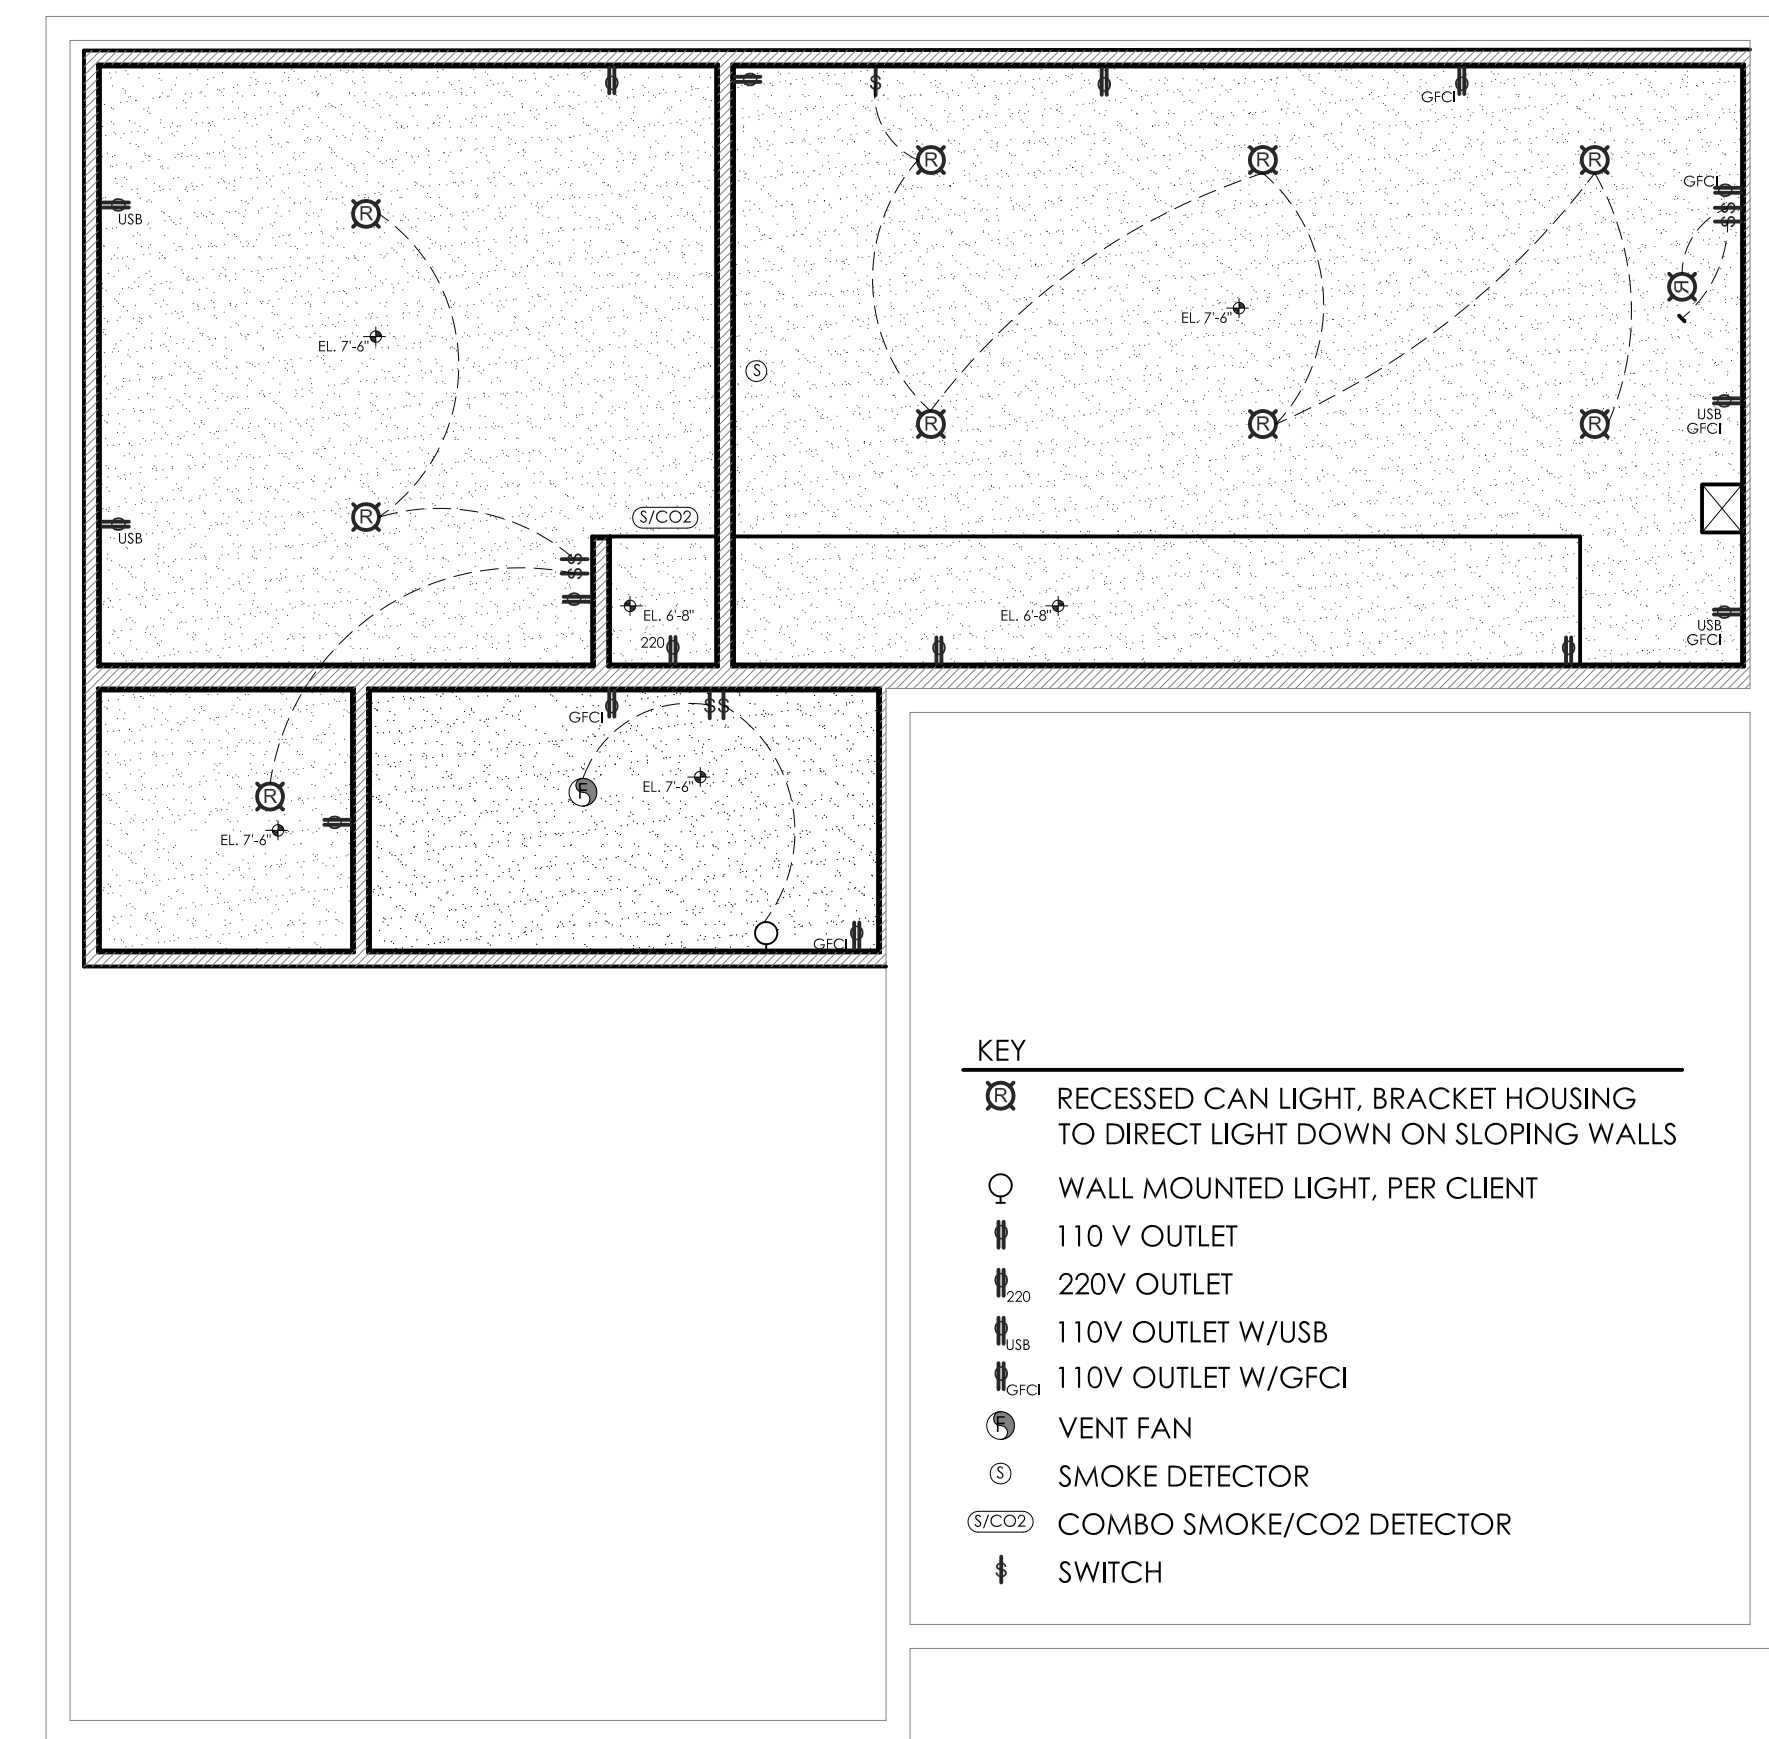 GFCI
GFCI
USB
R
R
R
R
R
EL. 7'-6"
EL. 7'-6"
S
USB
GFCI
R
R
R
R
S/CO2
USB
EL. 6'-8"
EL. 6'-8"
220
USB
GFCI
GFCI
SS
F
EL. 7'-6"
R
EL. 7'-6"
GFCI
KEY
R RECESSED CAN LIGHT, BRACKET HOUSING
TO DIRECT LIGHT DOWN ON SLOPING WALLS
WALL MOUNTED LIGHT, PER CLIENT
110 V OUTLET
220 220V OUTLET
USB 110V OUTLET W/USB
GFCI 110V OUTLET W/GFCI
F VENT FAN
S SMOKE DETECTOR
S/CO2 COMBO SMOKE/CO2 DETECTOR
$ SWITCH